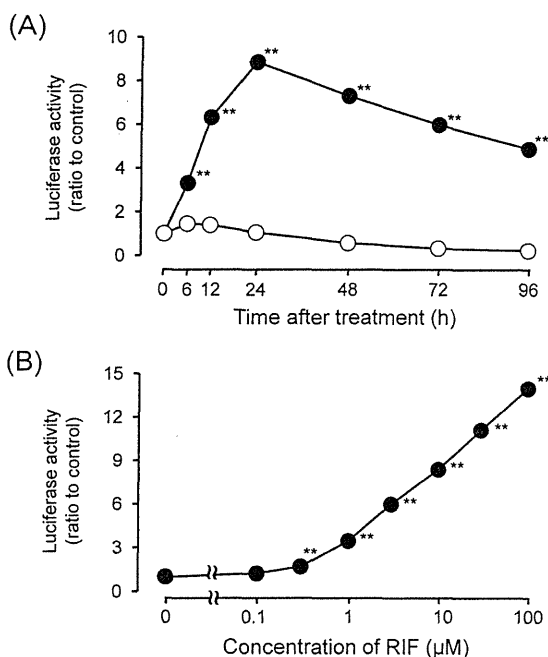 (A)
Luciferase activity
(ratio to control)
10
8
6
4
2
0
**
**
**
**
**
**
0 6 12 24 48 72 96
Time after treatment (h)
(B)
Luciferase activity
(ratio to control)
15
12
9
6
3
0
**
**
**
**
**
**
0 0.1 1 10 100
Concentration of RIF (μM)